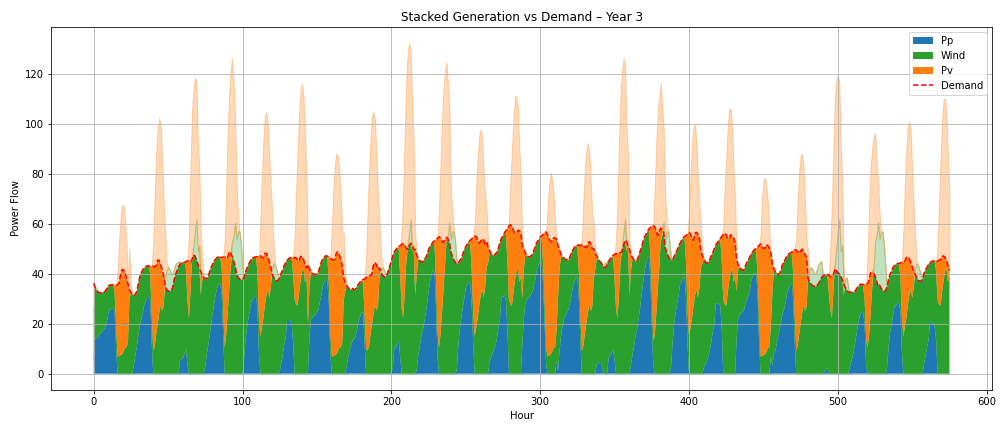 Stacked Generation vs Demand – Year 3
Pp
Wind
Pv
Demand
Power Flow
120
100
80
60
40
20
0
0 100 200 300 400 500 600
Hour